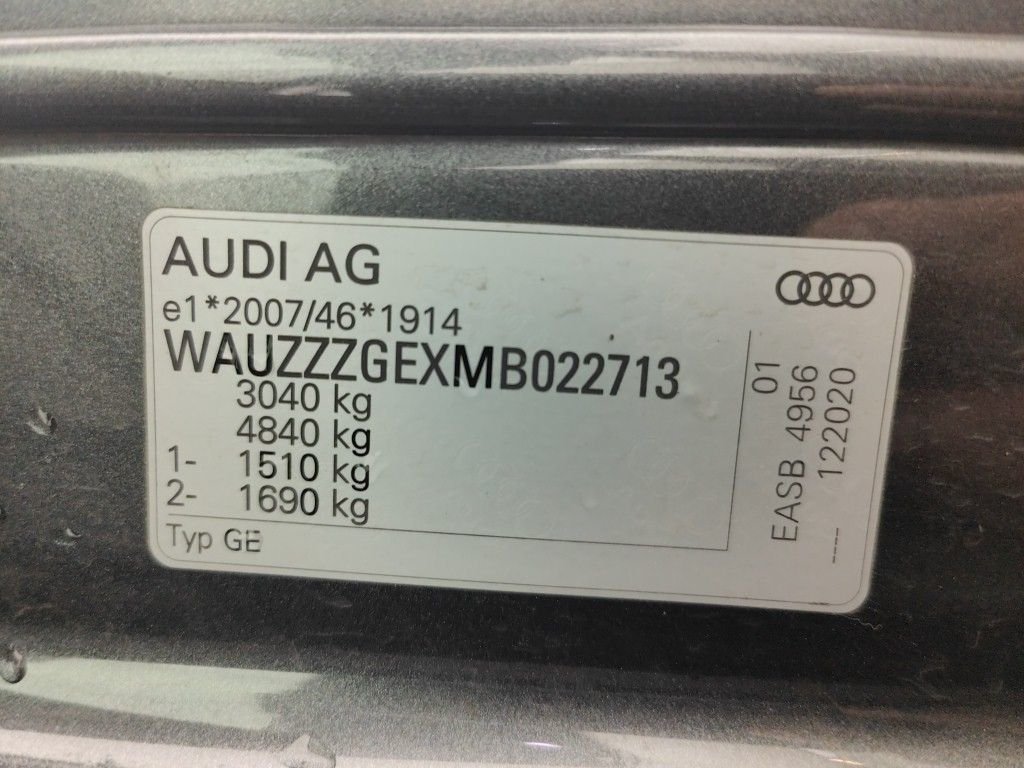 AUDI AG
e1*2007/46*1914
WAUZZZGEXMB022713
3040 kg
4840 kg
1- 1510 kg
2- 1690 kg
Typ GE
01
EASB 4956
---- 122020